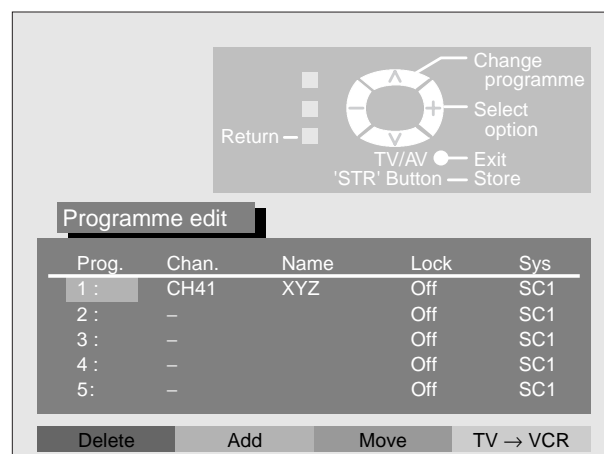 Change
programme
Select
option
Return
TV/AV Exit
'STR' Button Store
Programme edit
Prog. Chan. Name Lock Sys
1 : CH41 XYZ Off SC1
2 : – Off SC1
3 : – Off SC1
4 : – Off SC1
5: – Off SC1
Delete Add Move TV → VCR